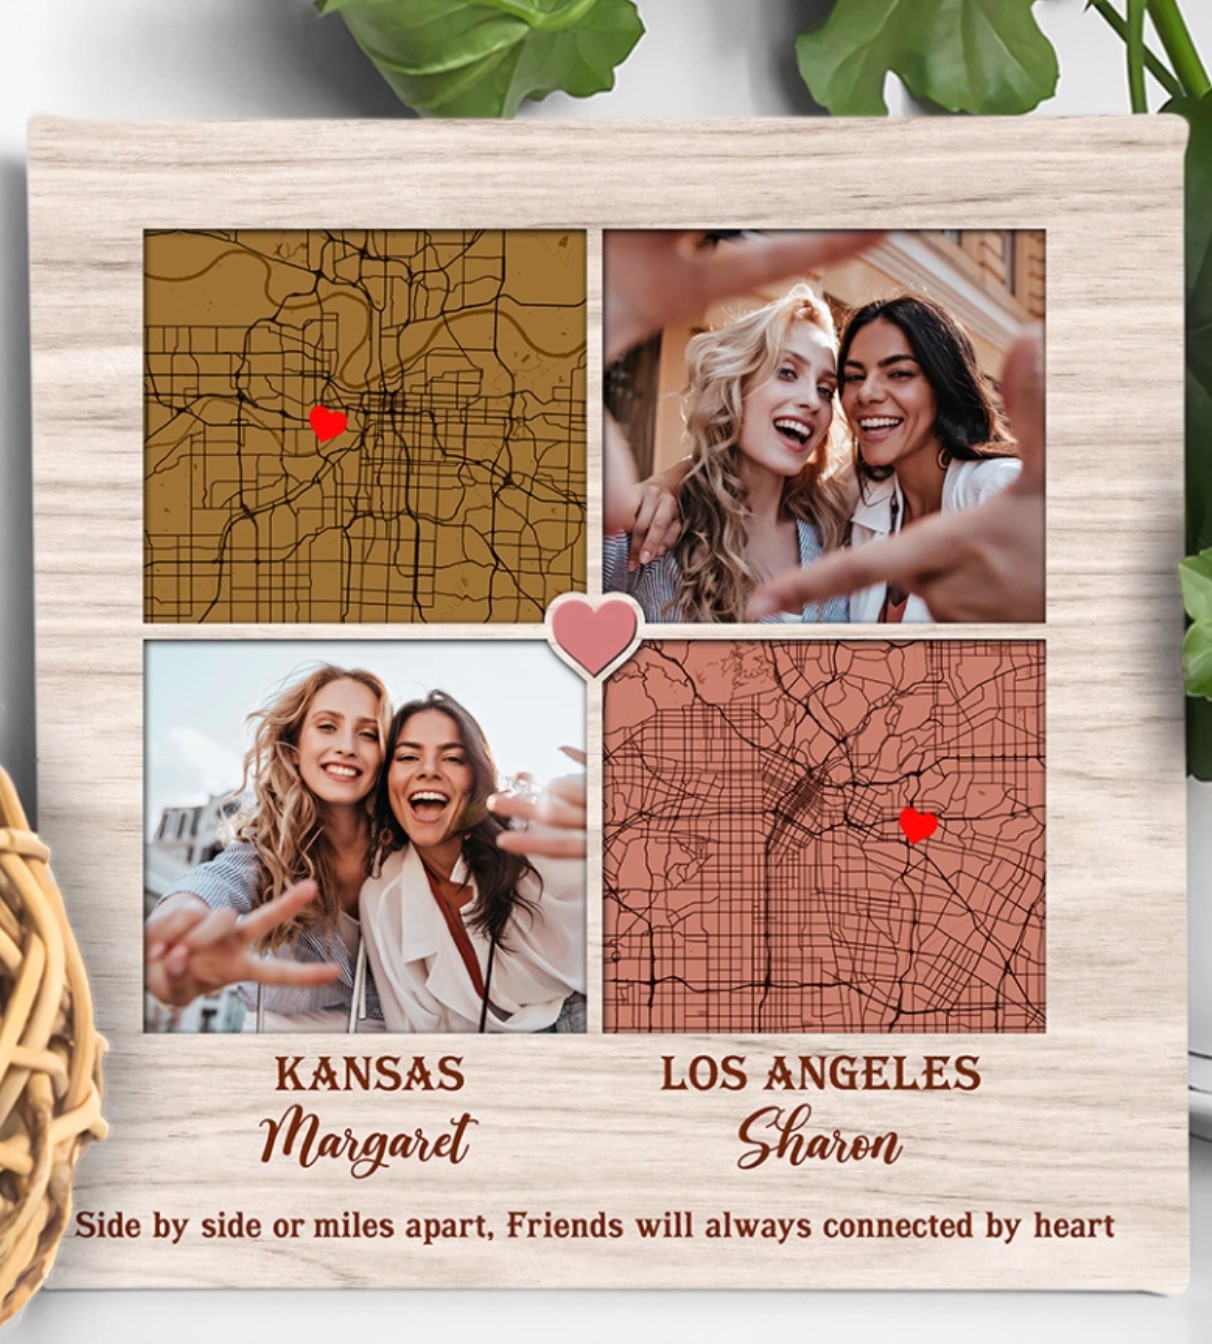 KANSAS
LOS ANGELES
Margaret
Sharon
Side by side or miles apart, Friends will always connected by heart